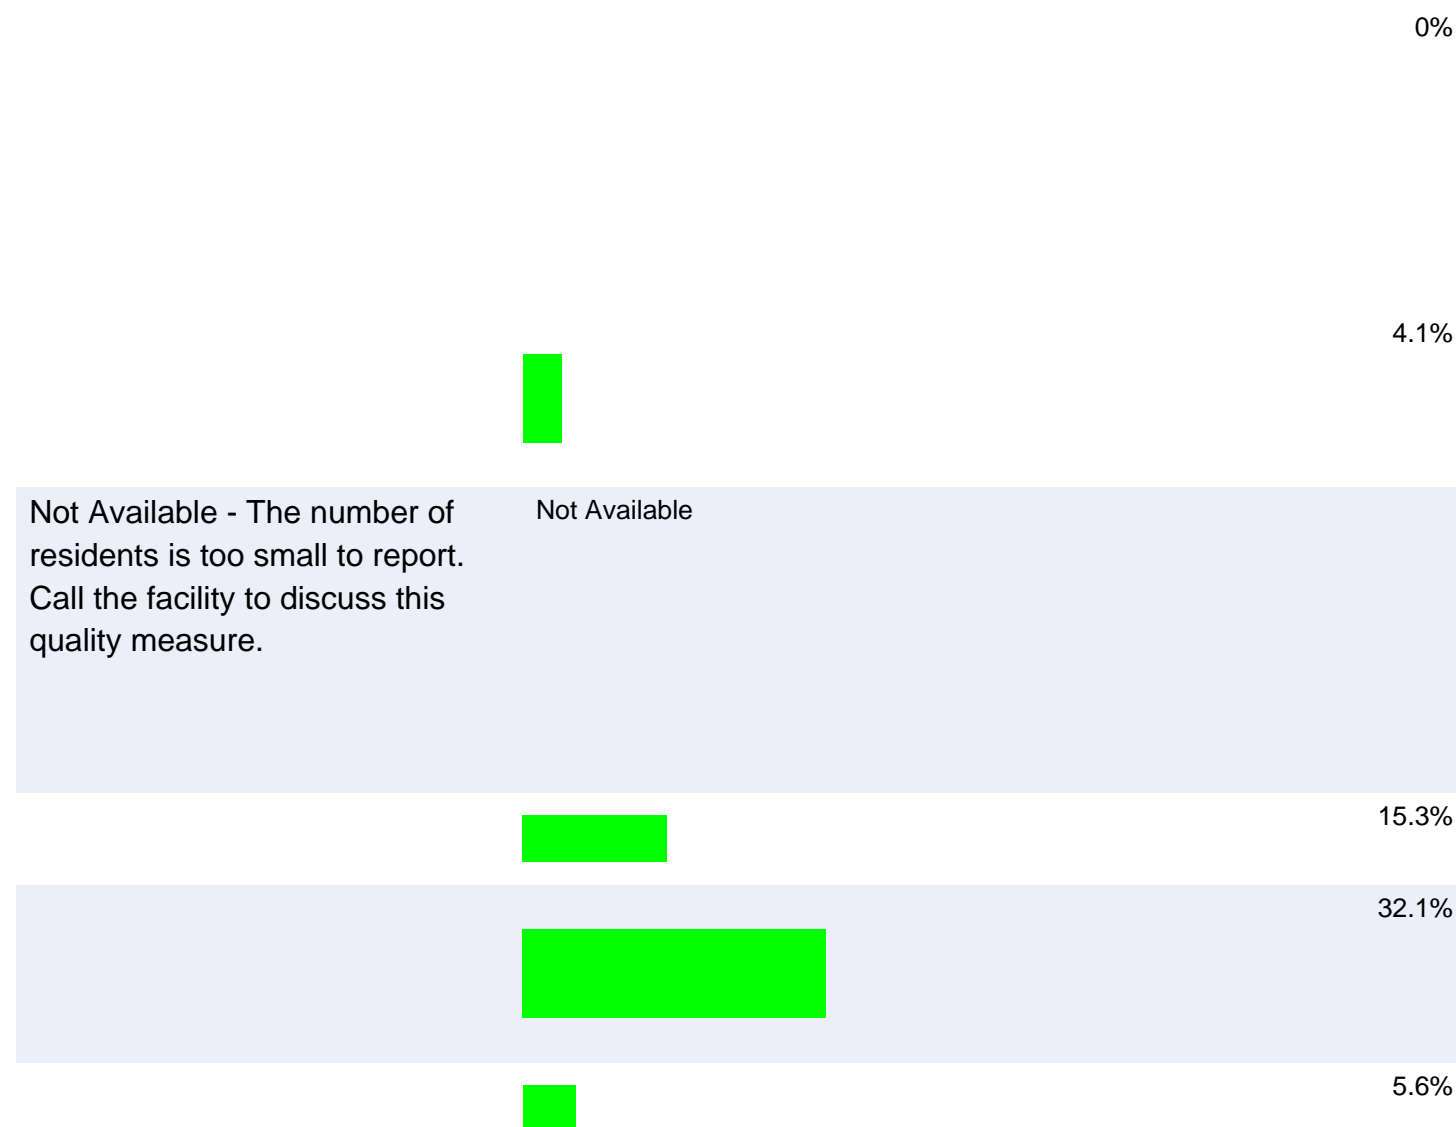 0%
4.1%
Not Available - The number of
residents is too small to report.
Call the facility to discuss this
quality measure.
Not Available
15.3%
32.1%
5.6%